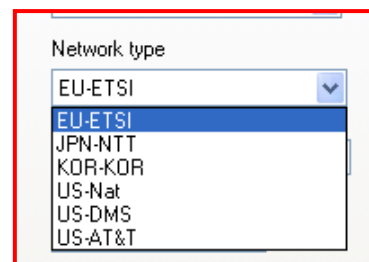 Network type
EU-ETSI
EU-ETSI
JPN-NTT
KOR-KOR
US-Nat
US-DMS
US-AT&T